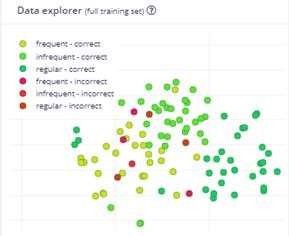 Data explorer (full training set) ?
frequent - correct
infrequent - correct
regular - correct
frequent - incorrect
infrequent - incorrect
regular - incorrect